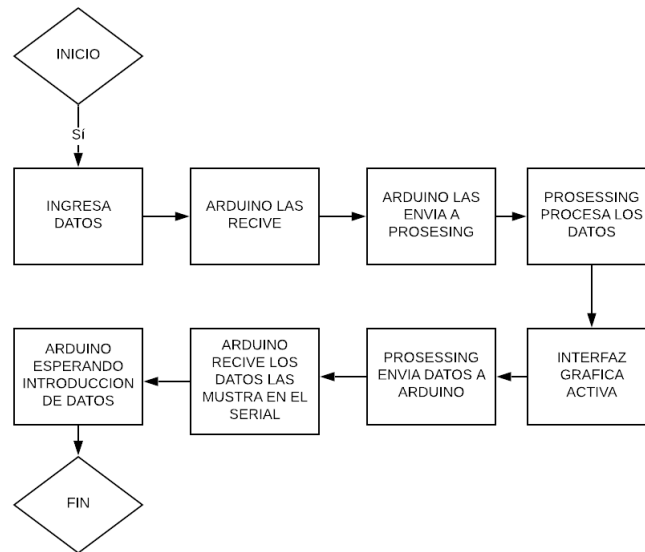 INICIO
Sí
INGRESA
DATOS
ARDUINO LAS
RECIVE
ARDUINO LAS
ENVIA A
PROSESING
PROSESSING
PROCESA LOS
DATOS
INTERFAZ
GRAFICA
ACTIVA
PROSESSING
ENVIA DATOS A
ARDUINO
ARDUINO
RECIVE LOS
DATOS LAS
MUSTRA EN EL
SERIAL
ARDUINO
ESPERANDO
INTRODUCCION
DE DATOS
FIN